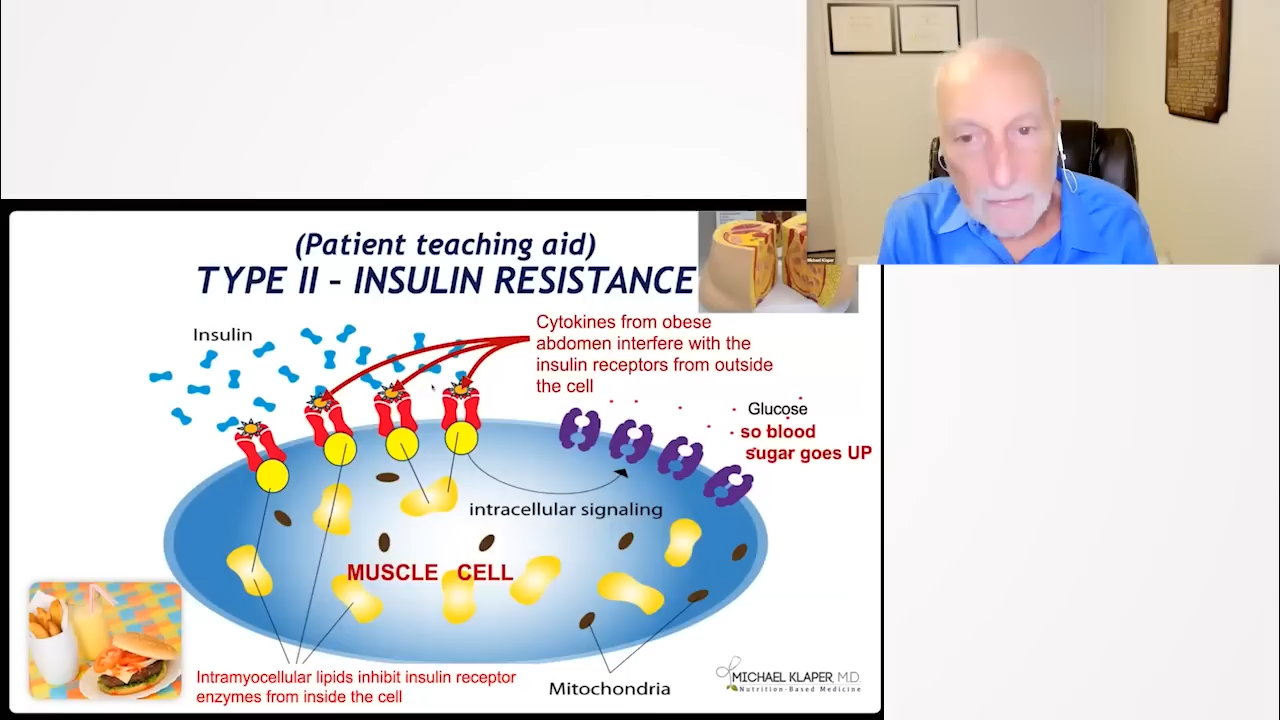 Michael Klaper
(Patient teaching aid)
TYPE II – INSULIN RESISTANCE
Insulin
Cytokines from obese
abdomen interfere with the
insulin receptors from outside
the cell
Glucose
so blood
sugar goes UP
intracellular signaling
MUSCLE CELL
Intramyocellular lipids inhibit insulin receptor
enzymes from inside the cell
Mitochondria
MICHAEL KLAPER, M.D.
Nutrition-Based Medicine